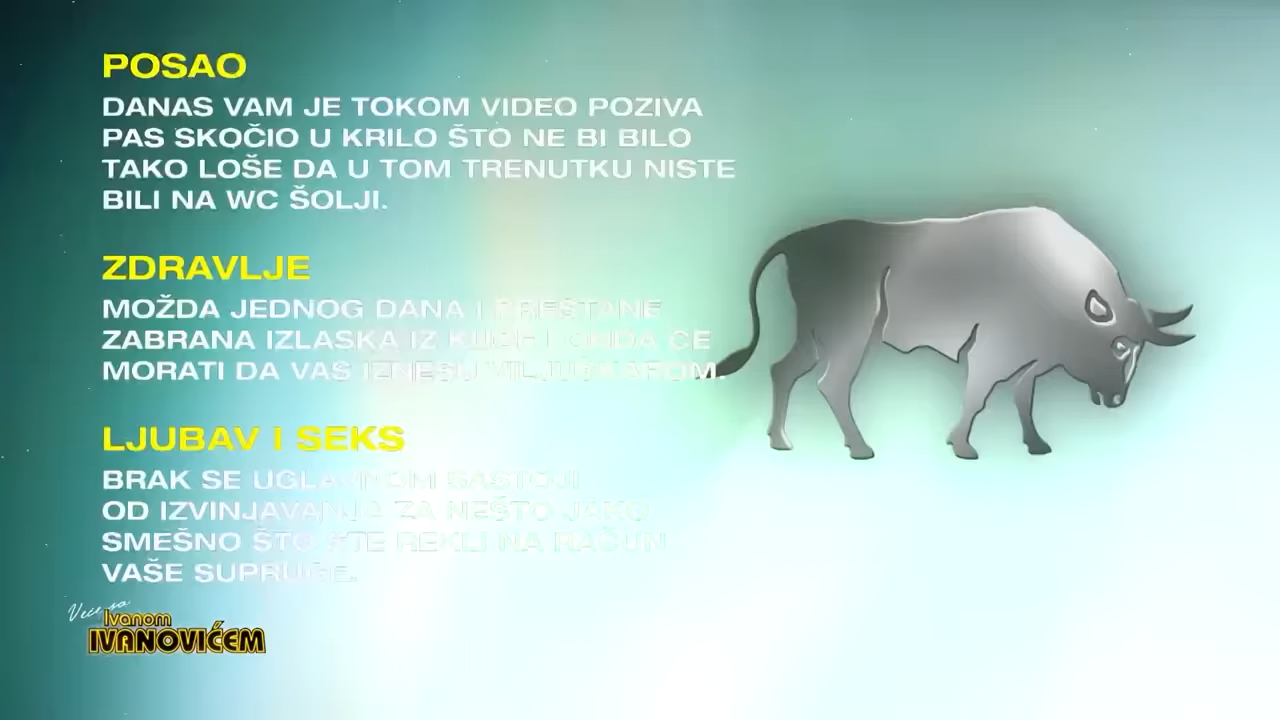 POSAO
DANAS VAM JE TOKOM VIDEO POZIVA
PAS SKOČIO U KRILO ŠTO NE BI BILO
TAKO LOŠE DA U TOM TRENUTKU NISTE
BILI NA WC ŠOLJI.
ZDRAVLJE
MOŽDA JEDNOG DANA I PRESTANE
ZABRANA IZLASKA IZ KUĆE I ONDA ĆE
MORATI DA VAS IZNESU VILJUŠKAROM.
LJUBAV I SEKS
BRAK SE UGLAVNOM SASTOJI
OD IZVINJAVANJA ZA NEŠTO JAKO
SMEŠNO ŠTO STE REKLI NA RAČUN
VAŠE SUPRUGE.
Veče sa
Ivanom
IVANOVIĆEM